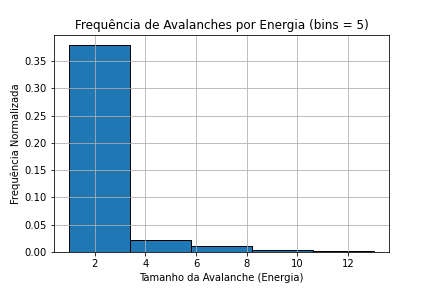 Frequência de Avalanches por Energia (bins = 5)
Frequência Normalizada
0.35
0.30
0.25
0.20
0.15
0.10
0.05
0.00
2 4 6 8 10 12
Tamanho da Avalanche (Energia)